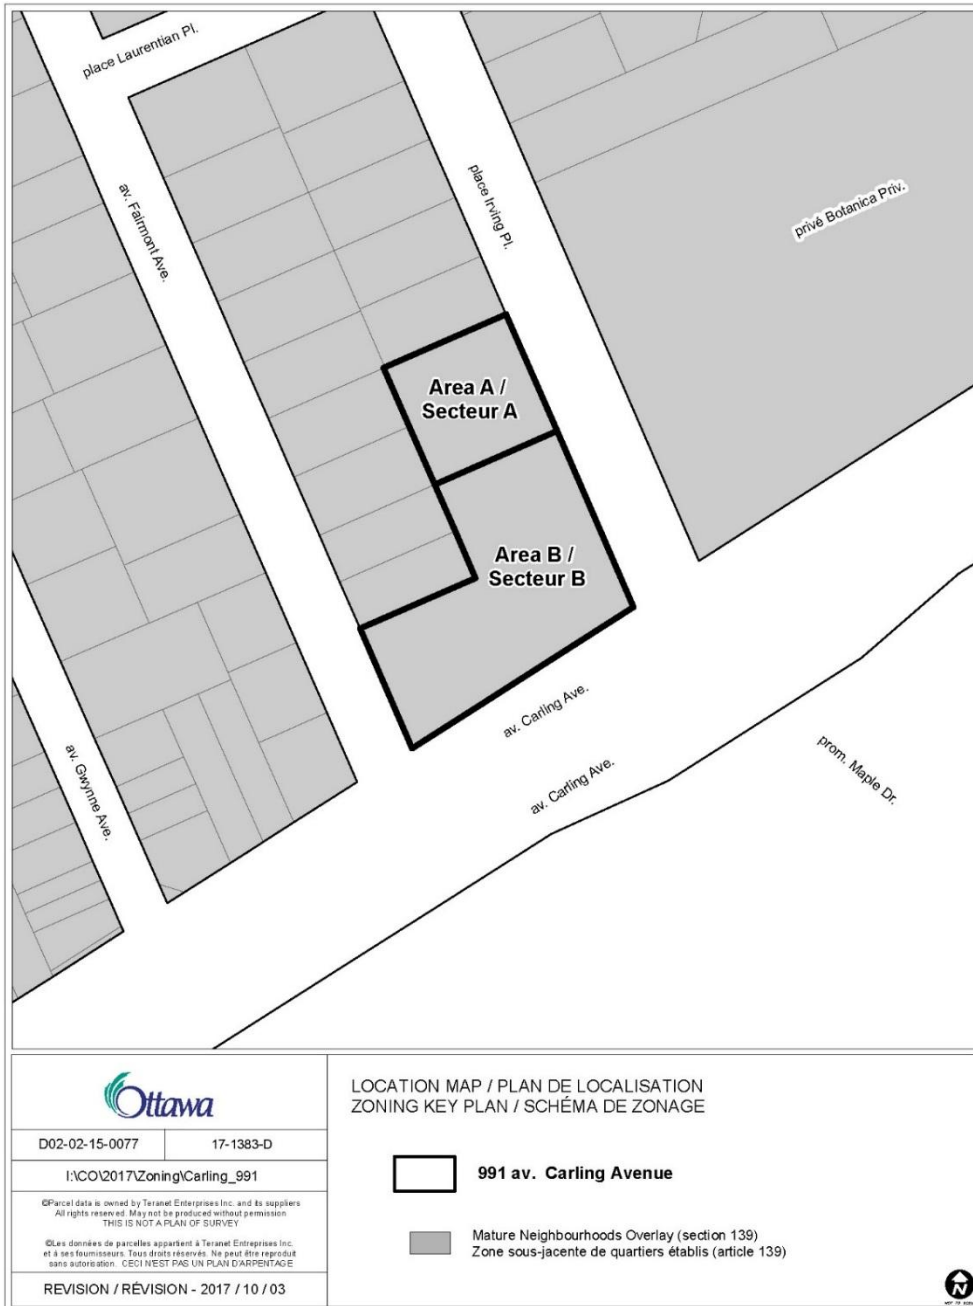 place Laurentian Pl.
av. Fairmont Ave.
place Irving Pl.
privé Botanica Priv.
Area A /
Secteur A
Area B /
Secteur B
av. Carling Ave.
av. Carling Ave.
prom. Maple Dr.
av. Gwynne Ave.
Ottawa
D02-02-15-0077
17-1383-D
I:\CO\2017\Zoning\Carling_991
©Parcel data is owned by Teranet Enterprises Inc. and its suppliers
All rights reserved. May not be produced without permission
THIS IS NOT A PLAN OF SURVEY
©Les données de parcelles appartient à Teranet Entreprises Inc.
et à ses fournisseurs. Tous droits réservés. Ne peut être reproduit
sans autorisation. CECI N'EST PAS UN PLAN D'ARPENTAGE
REVISION / RÉVISION - 2017 / 10 / 03
LOCATION MAP / PLAN DE LOCALISATION
ZONING KEY PLAN / SCHÉMA DE ZONAGE
991 av. Carling Avenue
Mature Neighbourhoods Overlay (section 139)
Zone sous-jacente de quartiers établis (article 139)
N